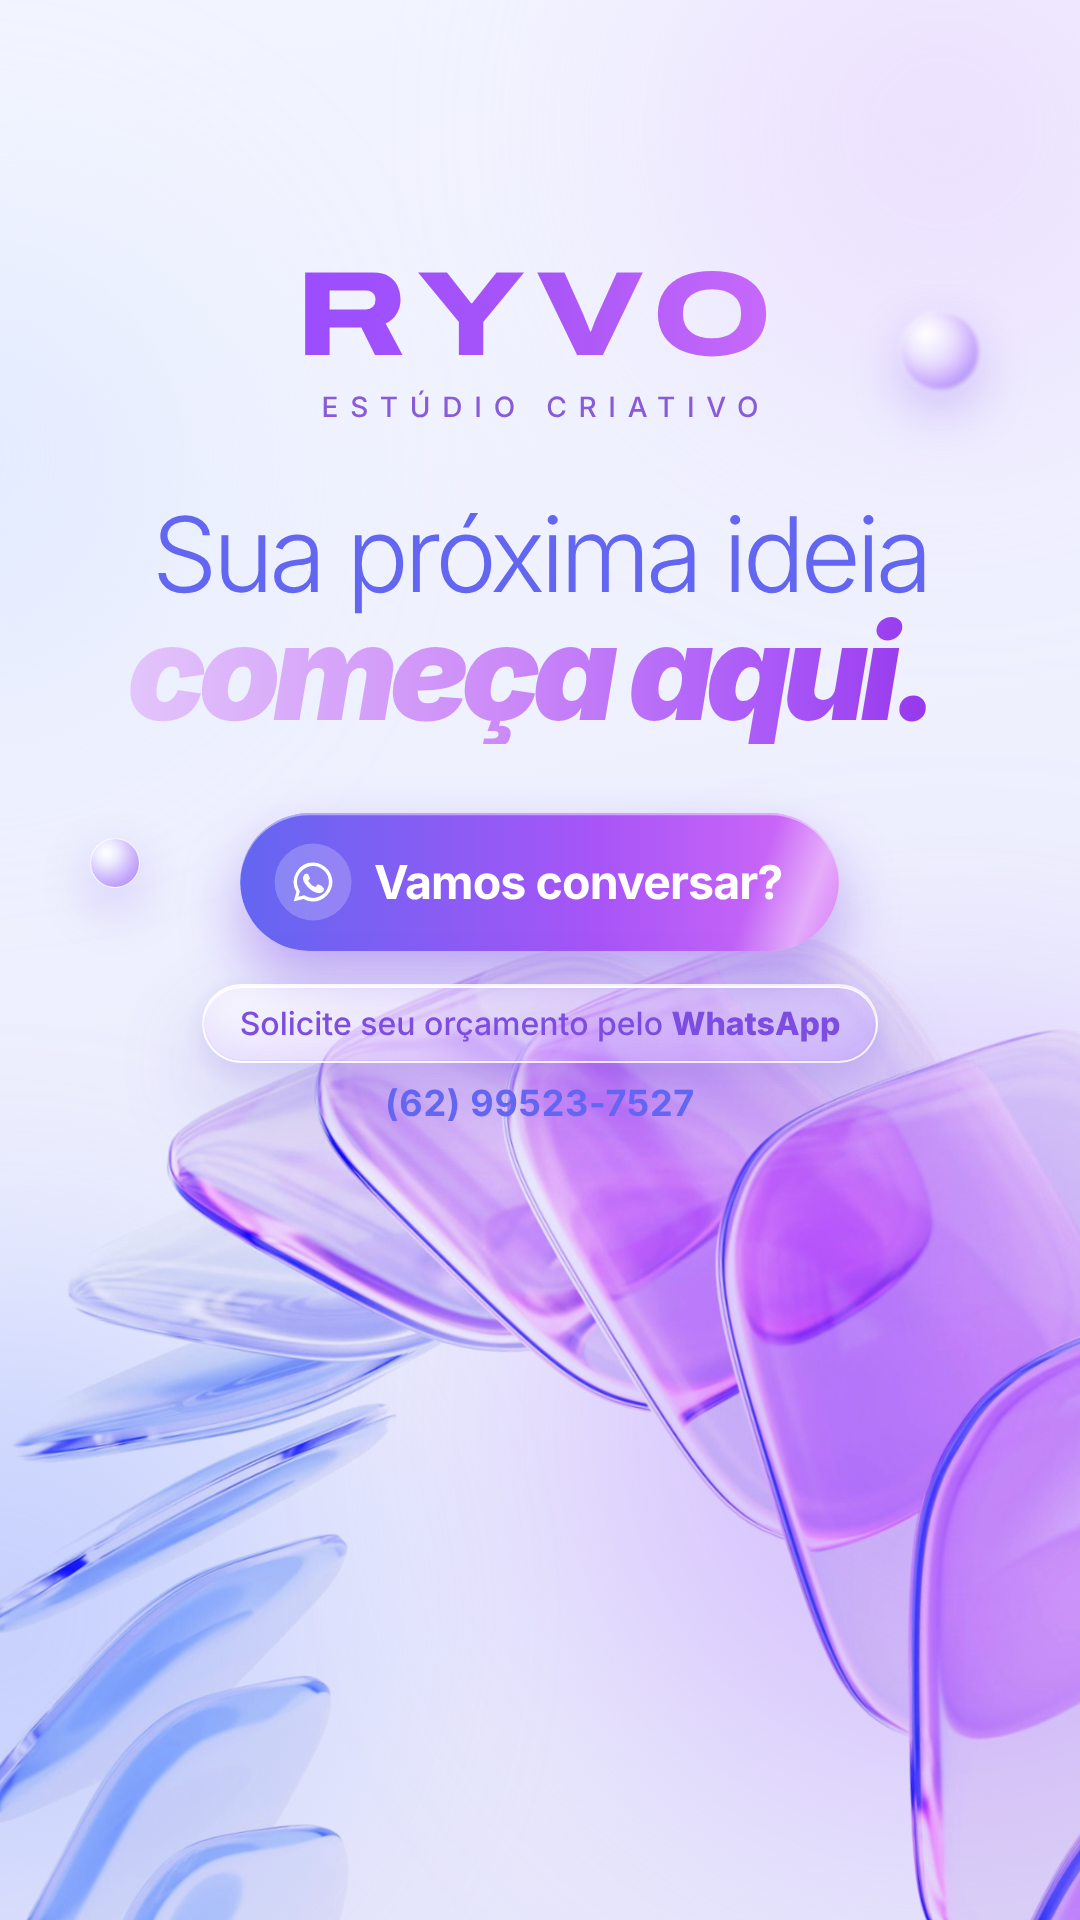 RYVO
ESTÚDIO CRIATIVO
Sua próxima ideia
começa aqui.
Vamos conversar?
Solicite seu orçamento pelo WhatsApp
(62) 99523-7527